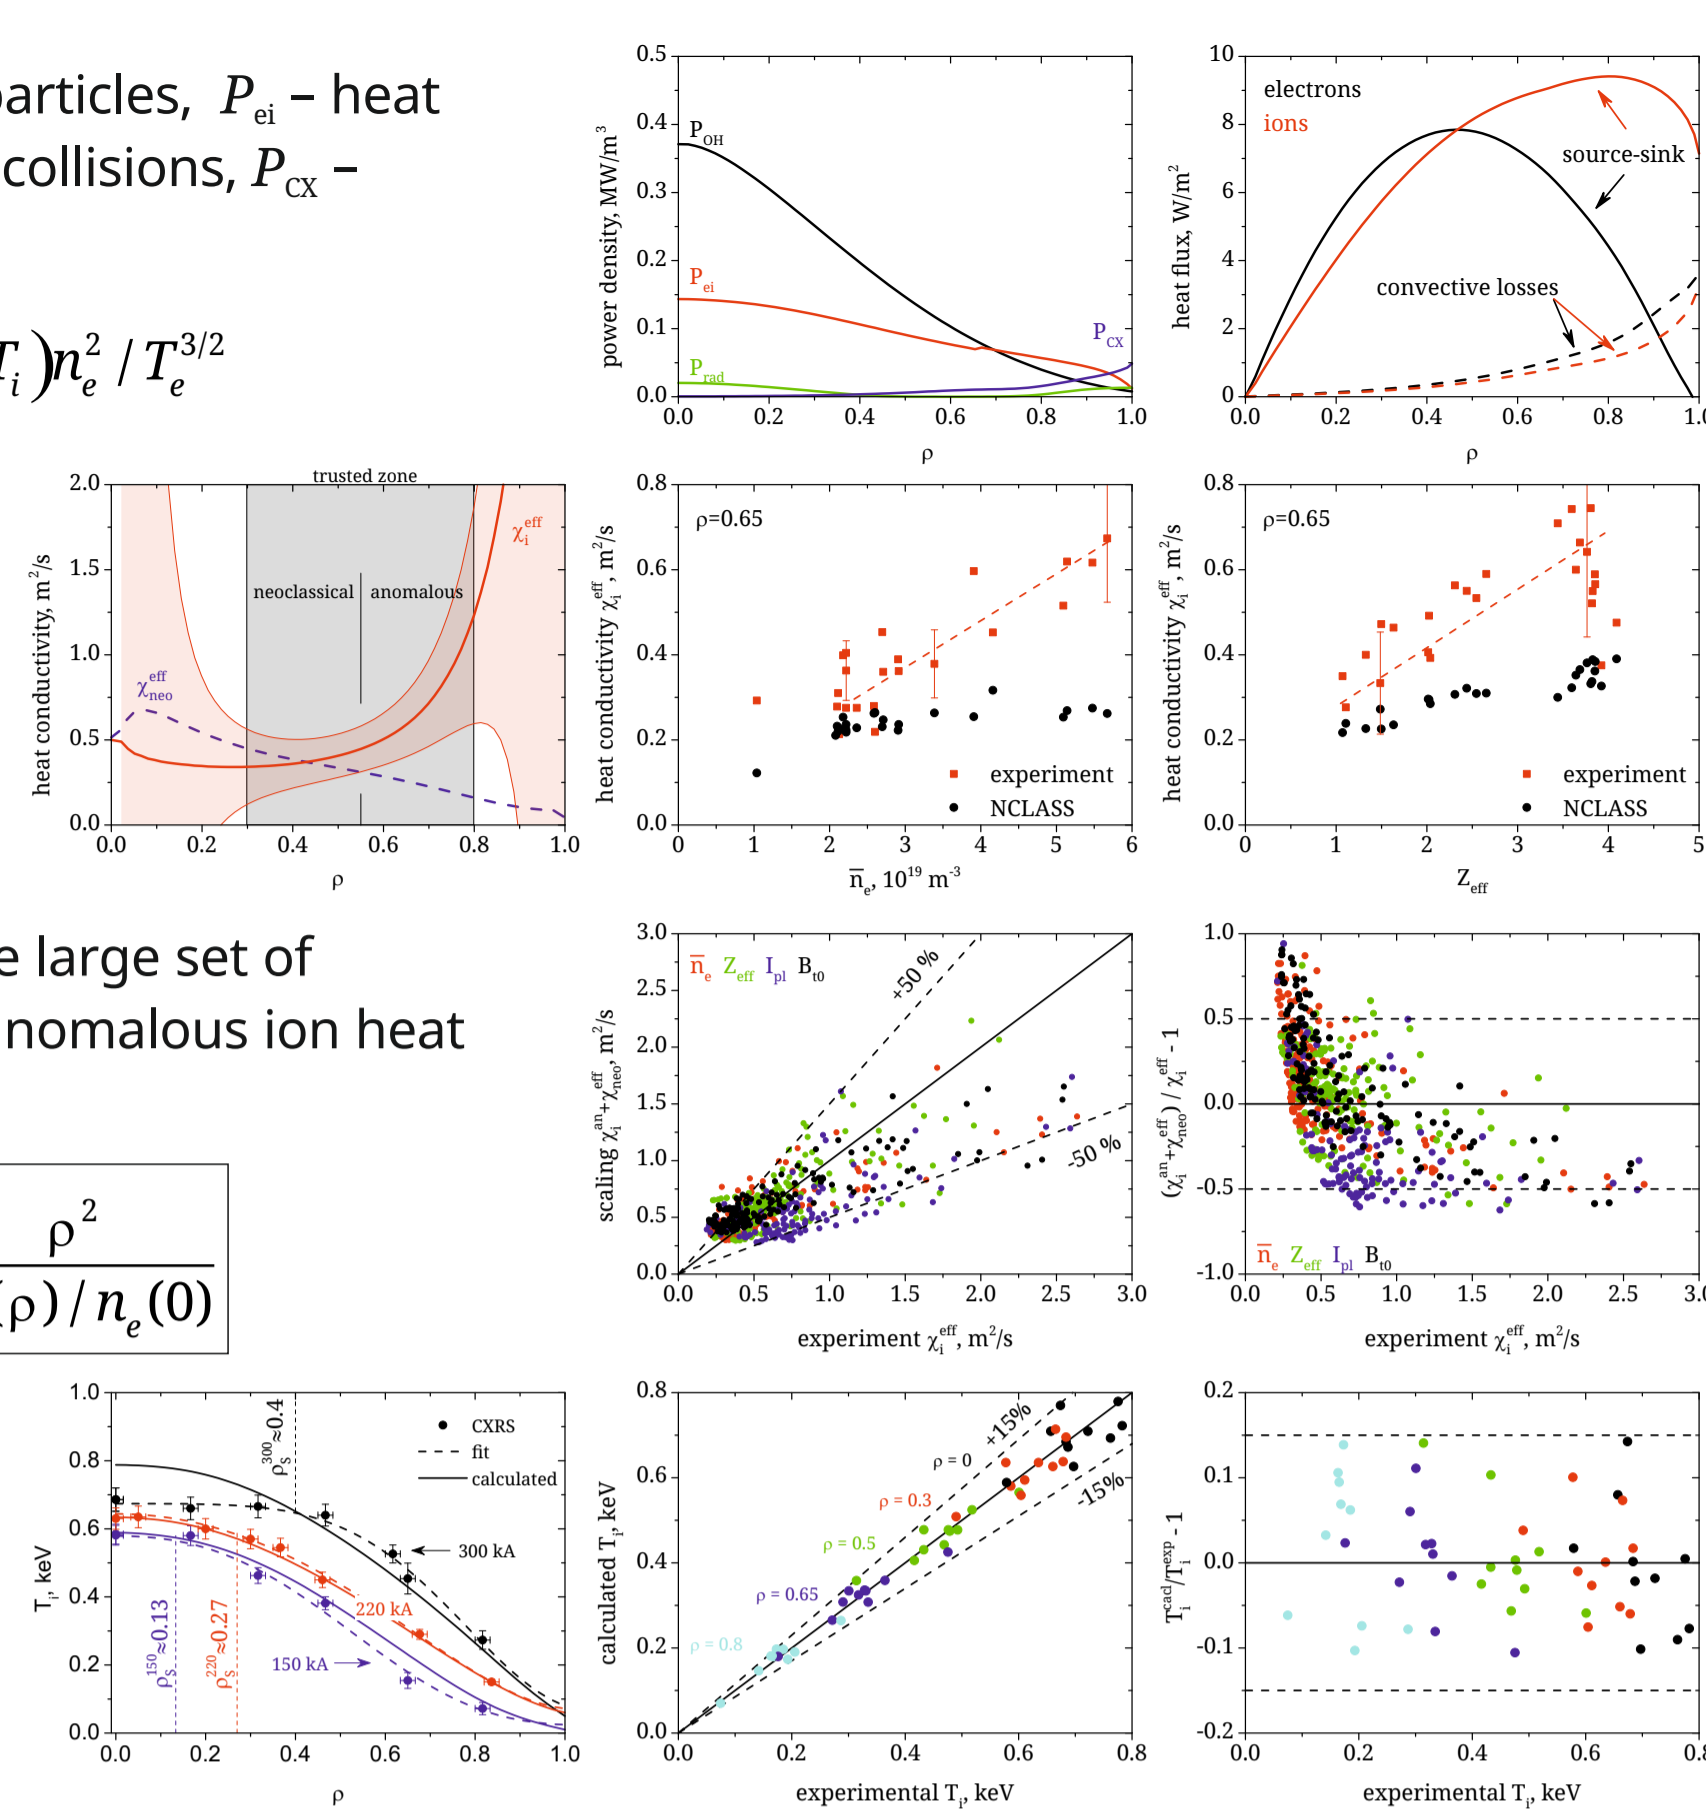 particles, P_ei – heat
collisions, P_CX –
T_i)n_e^2 / T_e^{3/2}
0.5
0.4
0.3
0.2
0.1
0.0
power density, MW/m^3
P_OH
P_ei
P_rad
P_CX
0.0 0.2 0.4 0.6 0.8 1.0
ρ
10
8
6
4
2
0
heat flux, W/m^2
electrons
ions
source-sink
convective losses
0.0 0.2 0.4 0.6 0.8 1.0
ρ
trusted zone
2.0
1.5
1.0
0.5
0.0
heat conductivity, m^2/s
χ_i^eff
neoclassical
anomalous
χ_neo^eff
0.0 0.2 0.4 0.6 0.8 1.0
ρ
0.8
0.6
0.4
0.2
0.0
heat conductivity χ_i^eff, m^2/s
ρ=0.65
experiment
NCLASS
0 1 2 3 4 5 6
n̅_e, 10^19 m^-3
0.8
0.6
0.4
0.2
0.0
heat conductivity χ_i^eff, m^2/s
ρ=0.65
experiment
NCLASS
0 1 2 3 4 5
Z_eff
e large set of
nomalous ion heat
ρ^2
(ρ)/n_e(0)
3.0
2.5
2.0
1.5
1.0
0.5
0.0
scaling χ_i^an+χ_neo^eff, m^2/s
n̅_e Z_eff I_pl B_t0
+50 %
-50 %
0.0 0.5 1.0 1.5 2.0 2.5 3.0
experiment χ_i^eff, m^2/s
1.0
0.5
0.0
-0.5
-1.0
(χ_i^an+χ_neo^eff) / χ_i^eff - 1
n̅_e Z_eff I_pl B_t0
0.0 0.5 1.0 1.5 2.0 2.5 3.0
experiment χ_i^eff, m^2/s
1.0
0.8
0.6
0.4
0.2
0.0
T_i, keV
ρ_S^300≈0.4
CXRS
fit
calculated
300 kA
220 kA
150 kA
ρ_S^150≈0.13
ρ_S^220≈0.27
0.0 0.2 0.4 0.6 0.8 1.0
ρ
0.8
0.6
0.4
0.2
0.0
calculated T_i, keV
+15%
-15%
ρ = 0
ρ = 0.3
ρ = 0.5
ρ = 0.65
ρ = 0.8
0.0 0.2 0.4 0.6 0.8
experimental T_i, keV
0.2
0.1
0.0
-0.1
-0.2
T_i^cad/T_i^exp - 1
0.0 0.2 0.4 0.6 0.8
experimental T_i, keV